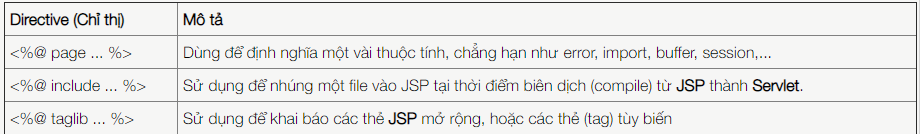 Directive (Chỉ thị) Mô tả
<%@ page ... %> Dùng để định nghĩa một vài thuộc tính, chẳng hạn như error, import, buffer, session,...
<%@ include ... %> Sử dụng để nhúng một file vào JSP tại thời điểm biên dịch (compile) từ JSP thành Servlet.
<%@ taglib ... %> Sử dụng để khai báo các thẻ JSP mở rộng, hoặc các thẻ (tag) tùy biến